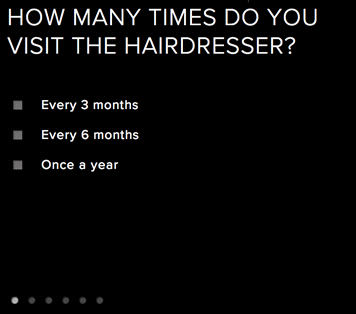 HOW MANY TIMES DO YOU
VISIT THE HAIRDRESSER?
Every 3 months
Every 6 months
Once a year